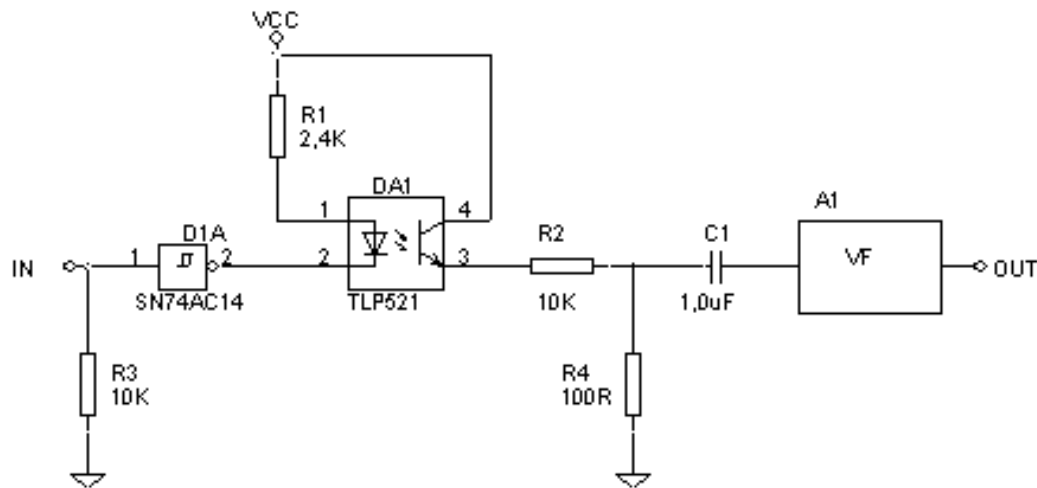 VCC
R1
2,4K
DA1
1
4
A1
D1A
R2
C1
IN
1
2
2
3
VF
OUT
SN74AC14
TLP521
10K
1,0uF
R3
10K
R4
100R